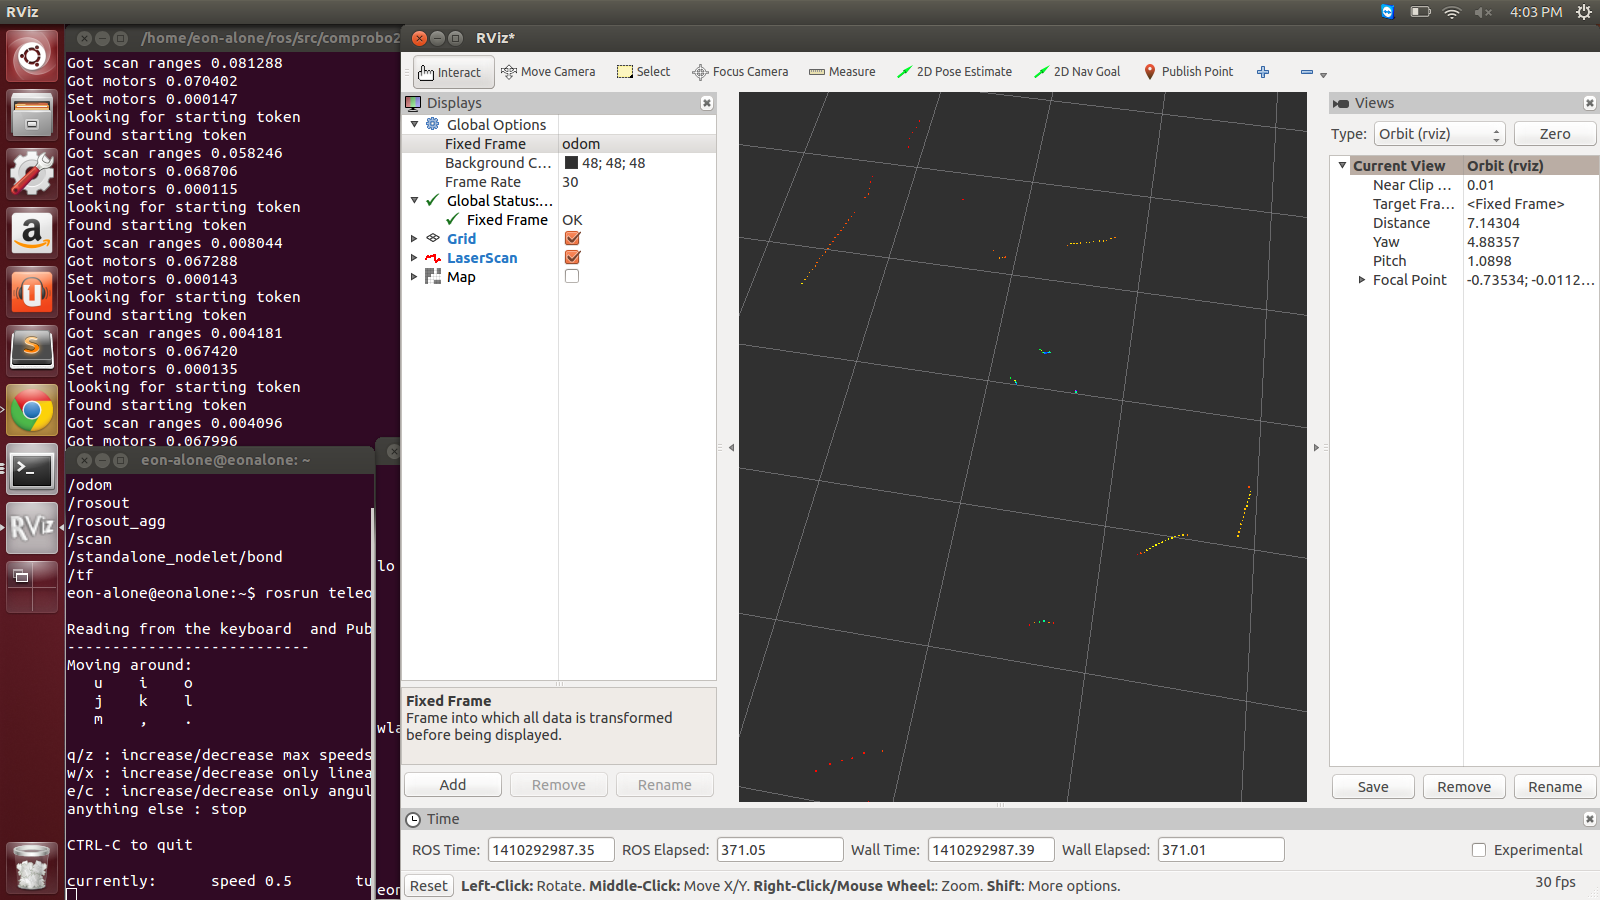 RViz
4:03 PM
/home/eon-alone/ros/src/comprobo2
Got scan ranges 0.081288
Got motors 0.070402
Set motors 0.000147
looking for starting token
found starting token
Got scan ranges 0.058246
Got motors 0.068706
Set motors 0.000115
looking for starting token
found starting token
Got scan ranges 0.008044
Got motors 0.067288
Set motors 0.000143
looking for starting token
found starting token
Got scan ranges 0.004181
Got motors 0.067420
Set motors 0.000135
looking for starting token
found starting token
Got scan ranges 0.004096
Got motors 0.067996
eon-alone@eonalone: ~
/odom
/rosout
/rosout_agg
/scan
/standalone_nodelet/bond
/tf
eon-alone@eonalone:~$ rosrun teleo
Reading from the keyboard  and Pub
---------------------------
Moving around:
u    i    o
j    k    l
m    ,    .
q/z : increase/decrease max speeds
w/x : increase/decrease only linea
e/c : increase/decrease only angul
anything else : stop
CTRL-C to quit
currently:      speed 0.5       tu
lo
wla
eon
RViz*
Interact
Move Camera
Select
Focus Camera
Measure
2D Pose Estimate
2D Nav Goal
Publish Point
Displays
Global Options
Fixed Frame odom
Background C... 48; 48; 48
Frame Rate 30
Global Status:...
Fixed Frame OK
Grid
LaserScan
Map
Fixed Frame
Frame into which all data is transformed
before being displayed.
Add Remove Rename
Views
Type: Orbit (rviz) Zero
Current View Orbit (rviz)
Near Clip ... 0.01
Target Fra... <Fixed Frame>
Distance 7.14304
Yaw 4.88357
Pitch 1.0898
Focal Point -0.73534; -0.0112...
Save Remove Rename
Time
ROS Time: 1410292987.35 ROS Elapsed: 371.05 Wall Time: 1410292987.39 Wall Elapsed: 371.01 Experimental
Reset Left-Click: Rotate. Middle-Click: Move X/Y. Right-Click/Mouse Wheel:: Zoom. Shift: More options. 30 fps